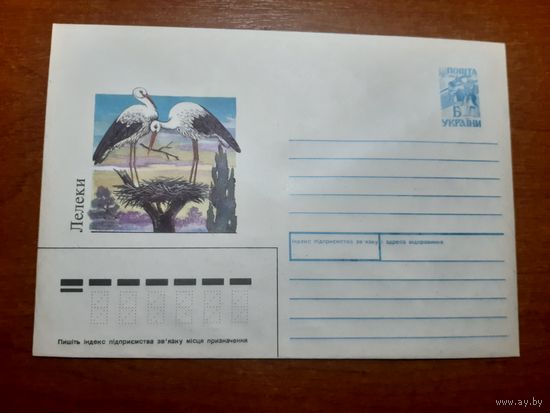 ПОШТА
Б
УКРАЇНИ
Лелеки
Індекс підприємства зв'язку і адреса відправника
Пишіть індекс підприємства зв'язку місця призначення
www.ay.by